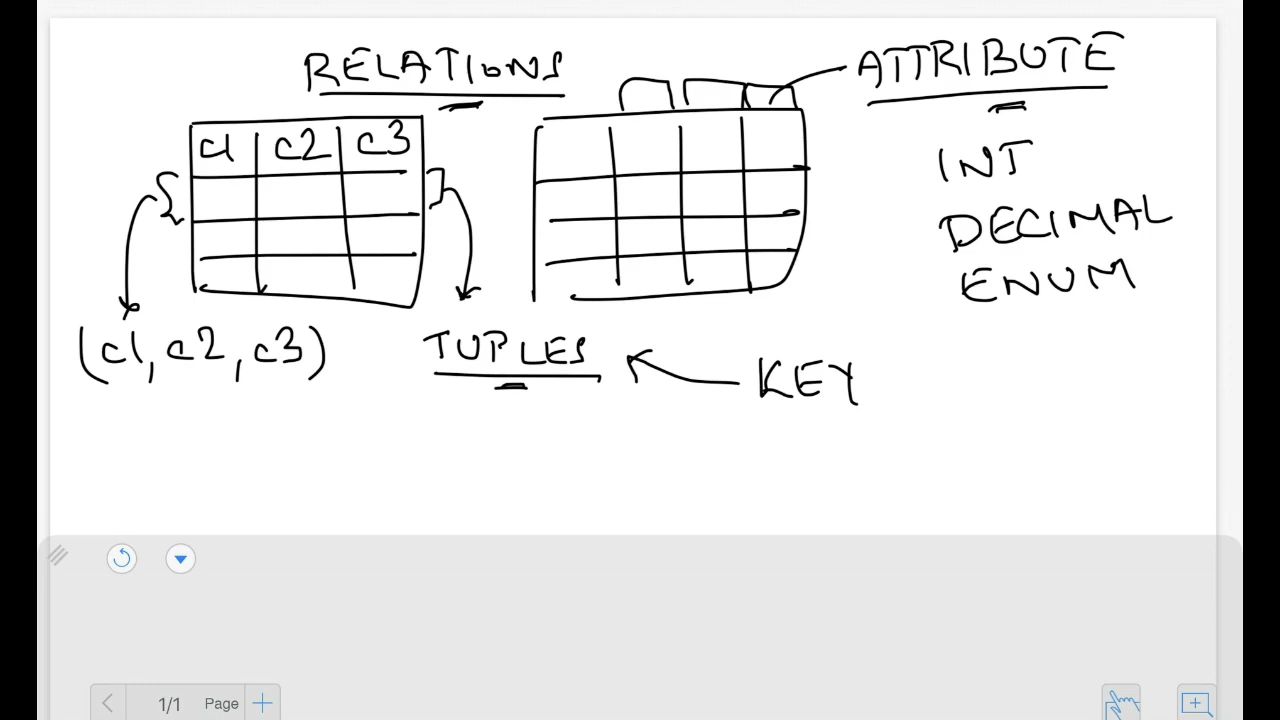 RELATIONS
ATTRIBUTE
c1 c2 c3
INT
DECIMAL
ENUM
(c1, c2, c3)
TUPLES
KEY
1/1 Page